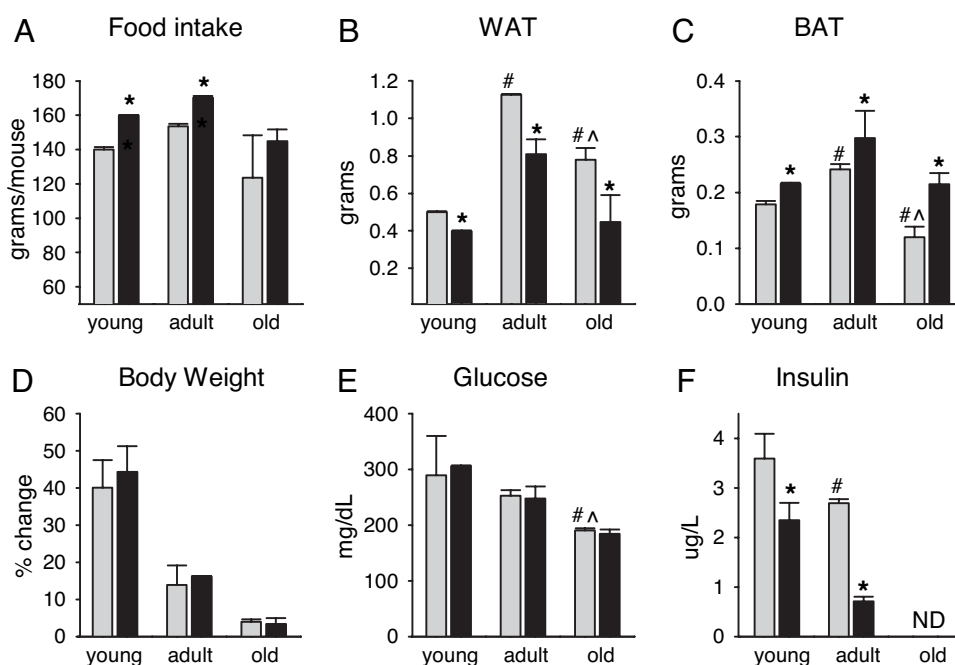 A Food intake
grams/mouse
180
160
140
120
100
80
60
* * * *
young adult old
B WAT
grams
1.2
1.0
0.8
0.6
0.4
0.2
* # * #^ *
young adult old
C BAT
grams
0.4
0.3
0.2
0.1
0.0
* # * #^ *
young adult old
D Body Weight
% change
60
50
40
30
20
10
0
young adult old
E Glucose
mg/dL
400
300
200
100
0
#^
young adult old
F Insulin
ug/L
4
3
2
1
0
* # * ND
young adult old